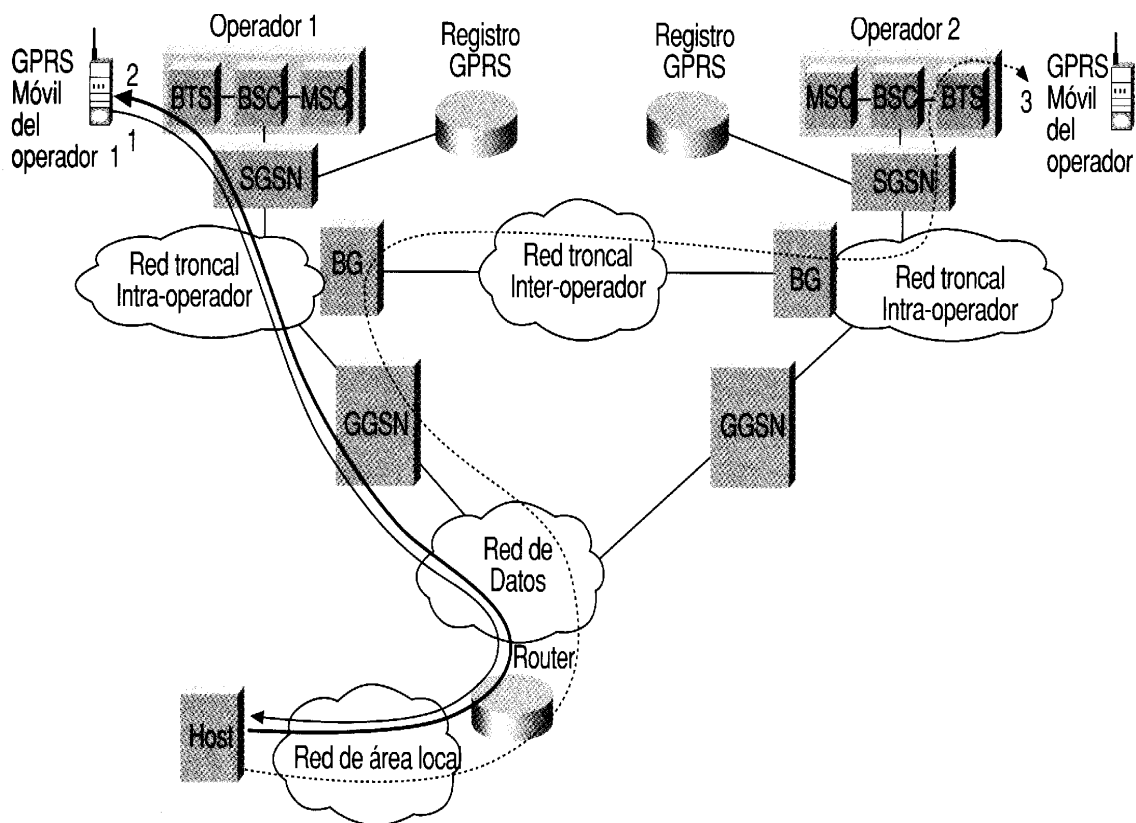 Operador 1
Registro
GPRS
Registro
GPRS
Operador 2
GPRS
Móvil
del
operador 1
2
1
BTS
BSC
MSC
MSC
BSC
BTS
3
GPRS
Móvil
del
operador
SGSN
SGSN
Red troncal
Intra-operador
BG
Red troncal
Inter-operador
BG
Red troncal
Intra-operador
GGSN
GGSN
Red de
Datos
Router
Host
Red de área local